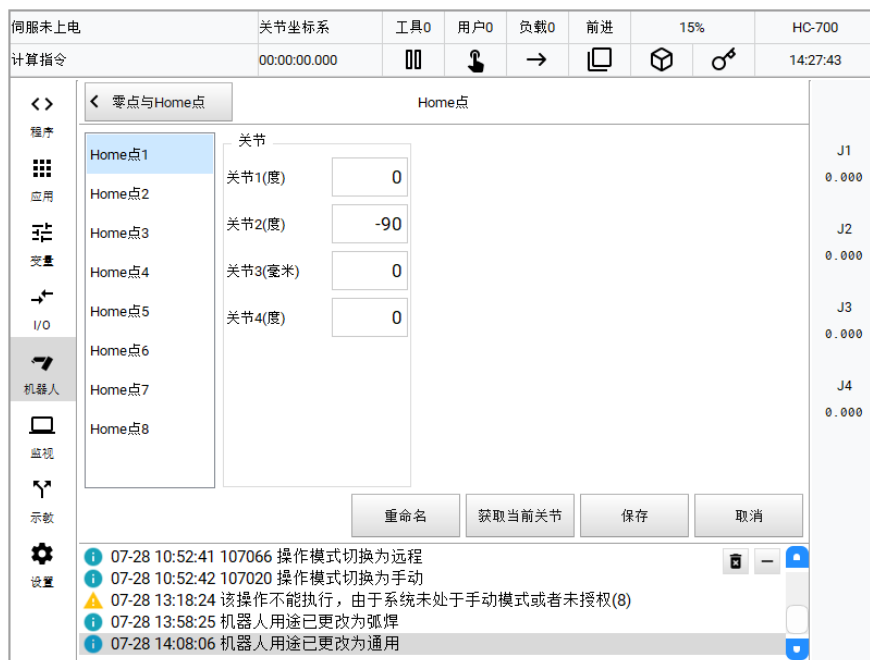 伺服未上电 关节坐标系 工具0 用户0 负载0 前进 15% HC-700
计算指令 00:00:00.000 14:27:43
零点与Home点 Home点
程序
应用
变量
I/O
机器人
监视
示教
设置
Home点1
Home点2
Home点3
Home点4
Home点5
Home点6
Home点7
Home点8
关节
关节1(度) 0
关节2(度) -90
关节3(毫米) 0
关节4(度) 0
J1
0.000
J2
0.000
J3
0.000
J4
0.000
重命名 获取当前关节 保存 取消
07-28 10:52:41 107066 操作模式切换为远程
07-28 10:52:42 107020 操作模式切换为手动
07-28 13:18:24 该操作不能执行，由于系统未处于手动模式或者未授权(8)
07-28 13:58:25 机器人用途已更改为弧焊
07-28 14:08:06 机器人用途已更改为通用